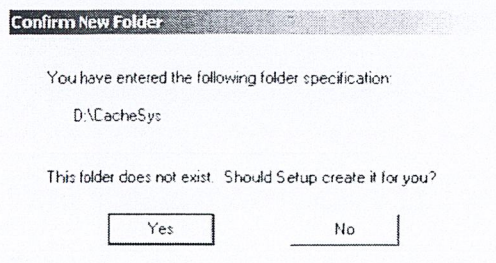 Confirm New Folder
You have entered the following folder specification:
D:\CacheSys
This folder does not exist. Should Setup create it for you?
Yes
No